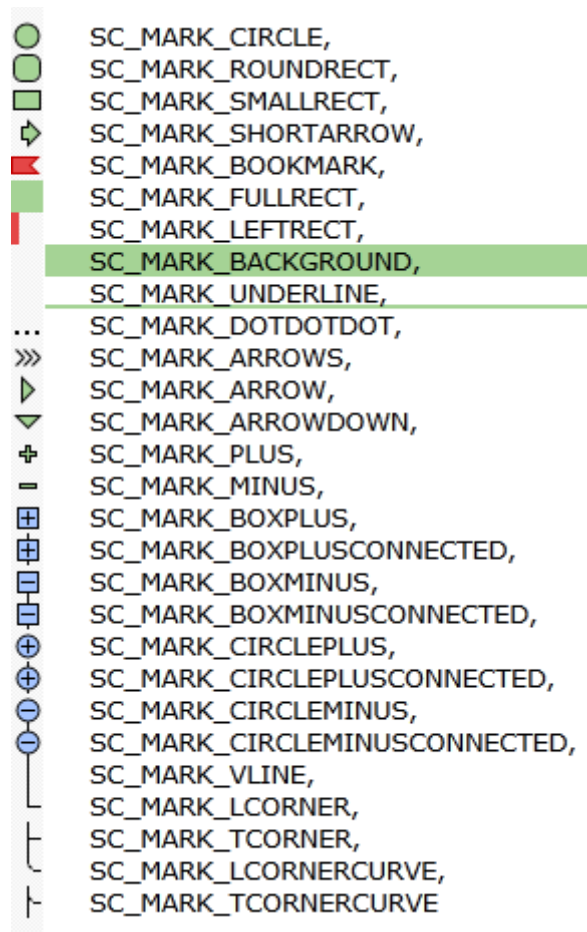 SC_MARK_CIRCLE,
SC_MARK_ROUNDRECT,
SC_MARK_SMALLRECT,
SC_MARK_SHORTARROW,
SC_MARK_BOOKMARK,
SC_MARK_FULLRECT,
SC_MARK_LEFTRECT,
SC_MARK_BACKGROUND,
SC_MARK_UNDERLINE,
SC_MARK_DOTDOTDOT,
SC_MARK_ARROWS,
SC_MARK_ARROW,
SC_MARK_ARROWDOWN,
SC_MARK_PLUS,
SC_MARK_MINUS,
SC_MARK_BOXPLUS,
SC_MARK_BOXPLUSCONNECTED,
SC_MARK_BOXMINUS,
SC_MARK_BOXMINUSCONNECTED,
SC_MARK_CIRCLEPLUS,
SC_MARK_CIRCLEPLUSCONNECTED,
SC_MARK_CIRCLEMINUS,
SC_MARK_CIRCLEMINUSCONNECTED,
SC_MARK_VLINE,
SC_MARK_LCORNER,
SC_MARK_TCORNER,
SC_MARK_LCORNERCURVE,
SC_MARK_TCORNERCURVE